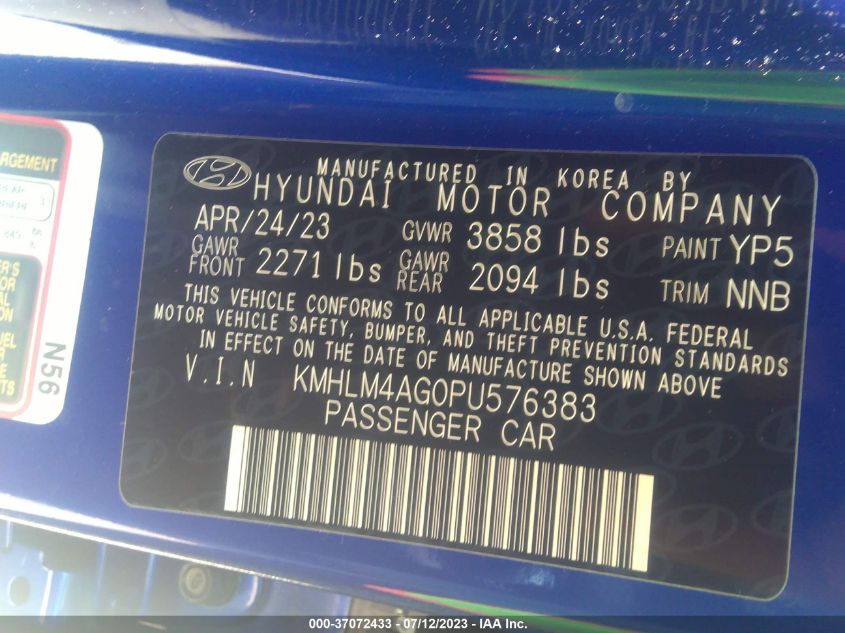 MANUFACTURED IN KOREA BY
HYUNDAI MOTOR COMPANY
APR/24/23 GVWR 3858 lbs PAINT YP5
GAWR FRONT 2271 lbs GAWR REAR 2094 lbs TRIM NNB
THIS VEHICLE CONFORMS TO ALL APPLICABLE U.S.A. FEDERAL
MOTOR VEHICLE SAFETY, BUMPER, AND THEFT PREVENTION STANDARDS
IN EFFECT ON THE DATE OF MANUFACTURE SHOWN ABOVE
V.I.N KMHLM4AG0PU576383
PASSENGER CAR
N56
000-37072433 - 07/12/2023 - IAA Inc.